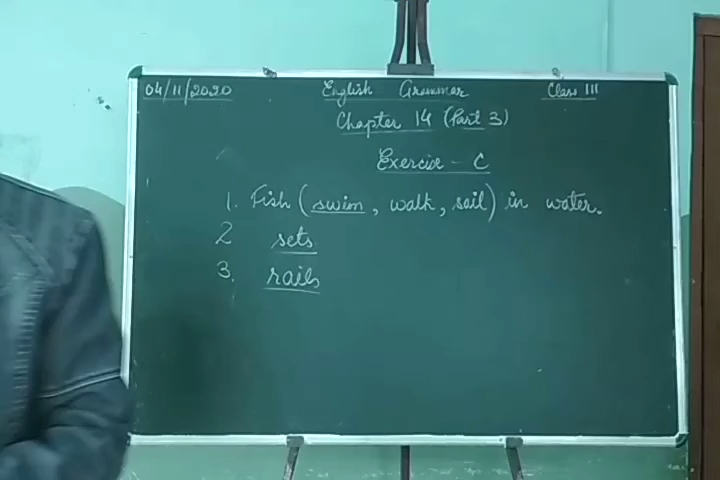 04/11/2020 English Grammar Class III
Chapter 14 (Part 3)
Exercise - C
1. Fish (swim, walk, sail) in water.
2 sets
3. rails